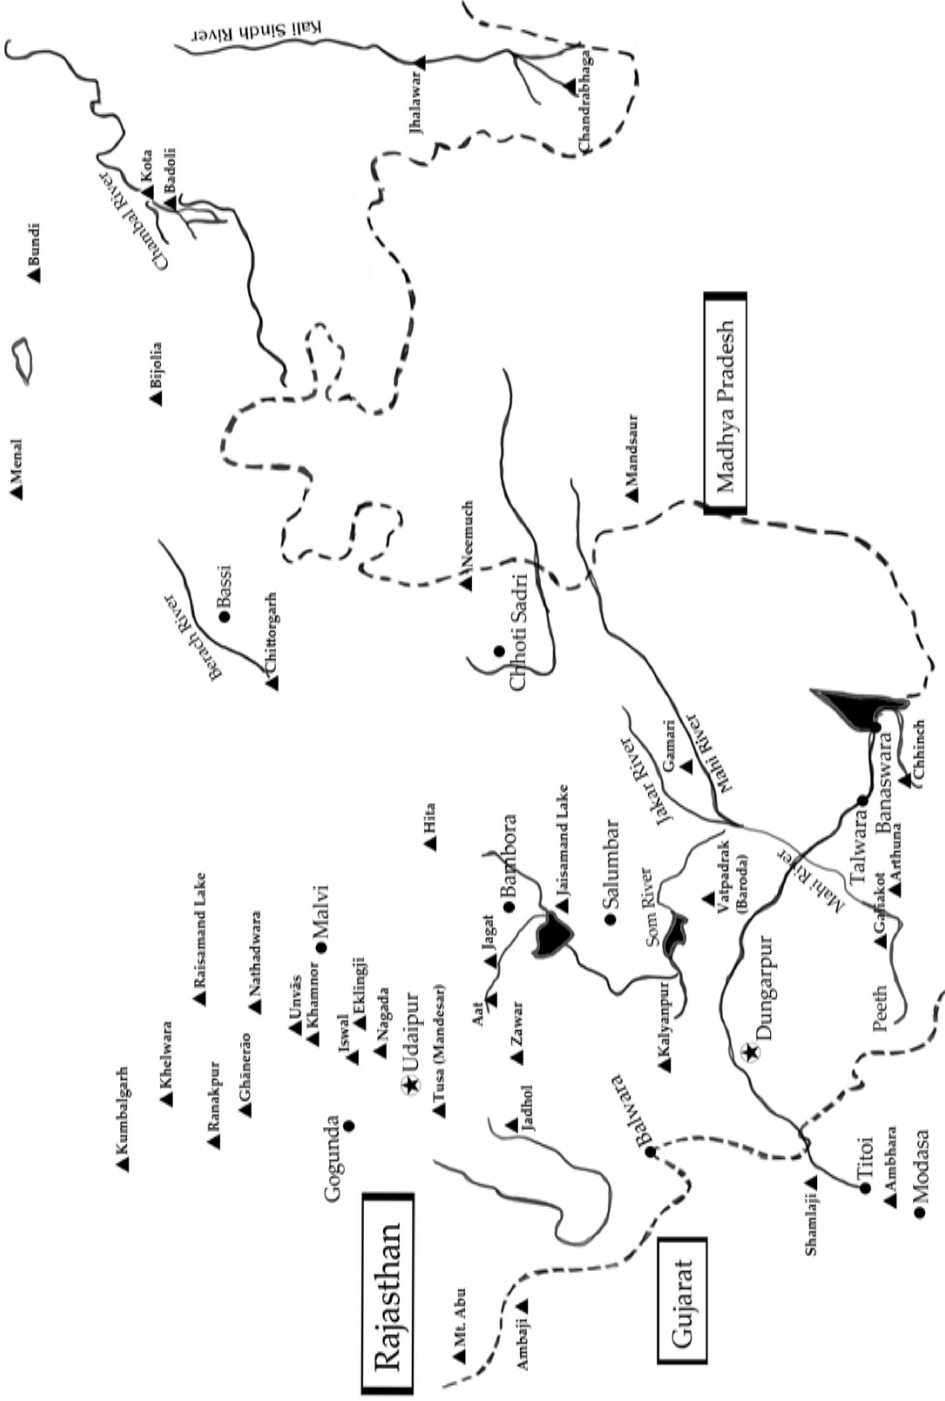 Menal
Bundi
Kumbalgarh
Khelwara
Raisamand Lake
Bijolia
Chambal River
Kota
Badoli
Kali Sindh River
Ranakpur
Ghānerāo
Nathadwara
Berach River
Bassi
Chittorgarh
Unvās
Khamnor
Malvi
Gogunda
Iswal
Eklingji
Nagada
Udaipur
Rajasthan
Tusa (Mandesar)
Hita
Neemuch
Jhalawar
Mt. Abu
Aat
Jagat
Bambora
Chhoti Sadri
Ambaji
Jadhol
Zawar
Jaisamand Lake
Chandrabhaga
Salumbar
Mandsaur
Balwara
Kalyanpur
Som River
Jakar River
Gamari
Mahi River
Gujarat
Vatpadrak
(Baroda)
Madhya Pradesh
Dungarpur
Mahi River
Shamlaji
Titoi
Talwara
Banaswara
Peeth
Galiakot
Arthuna
Chhinch
Ambhara
Modasa